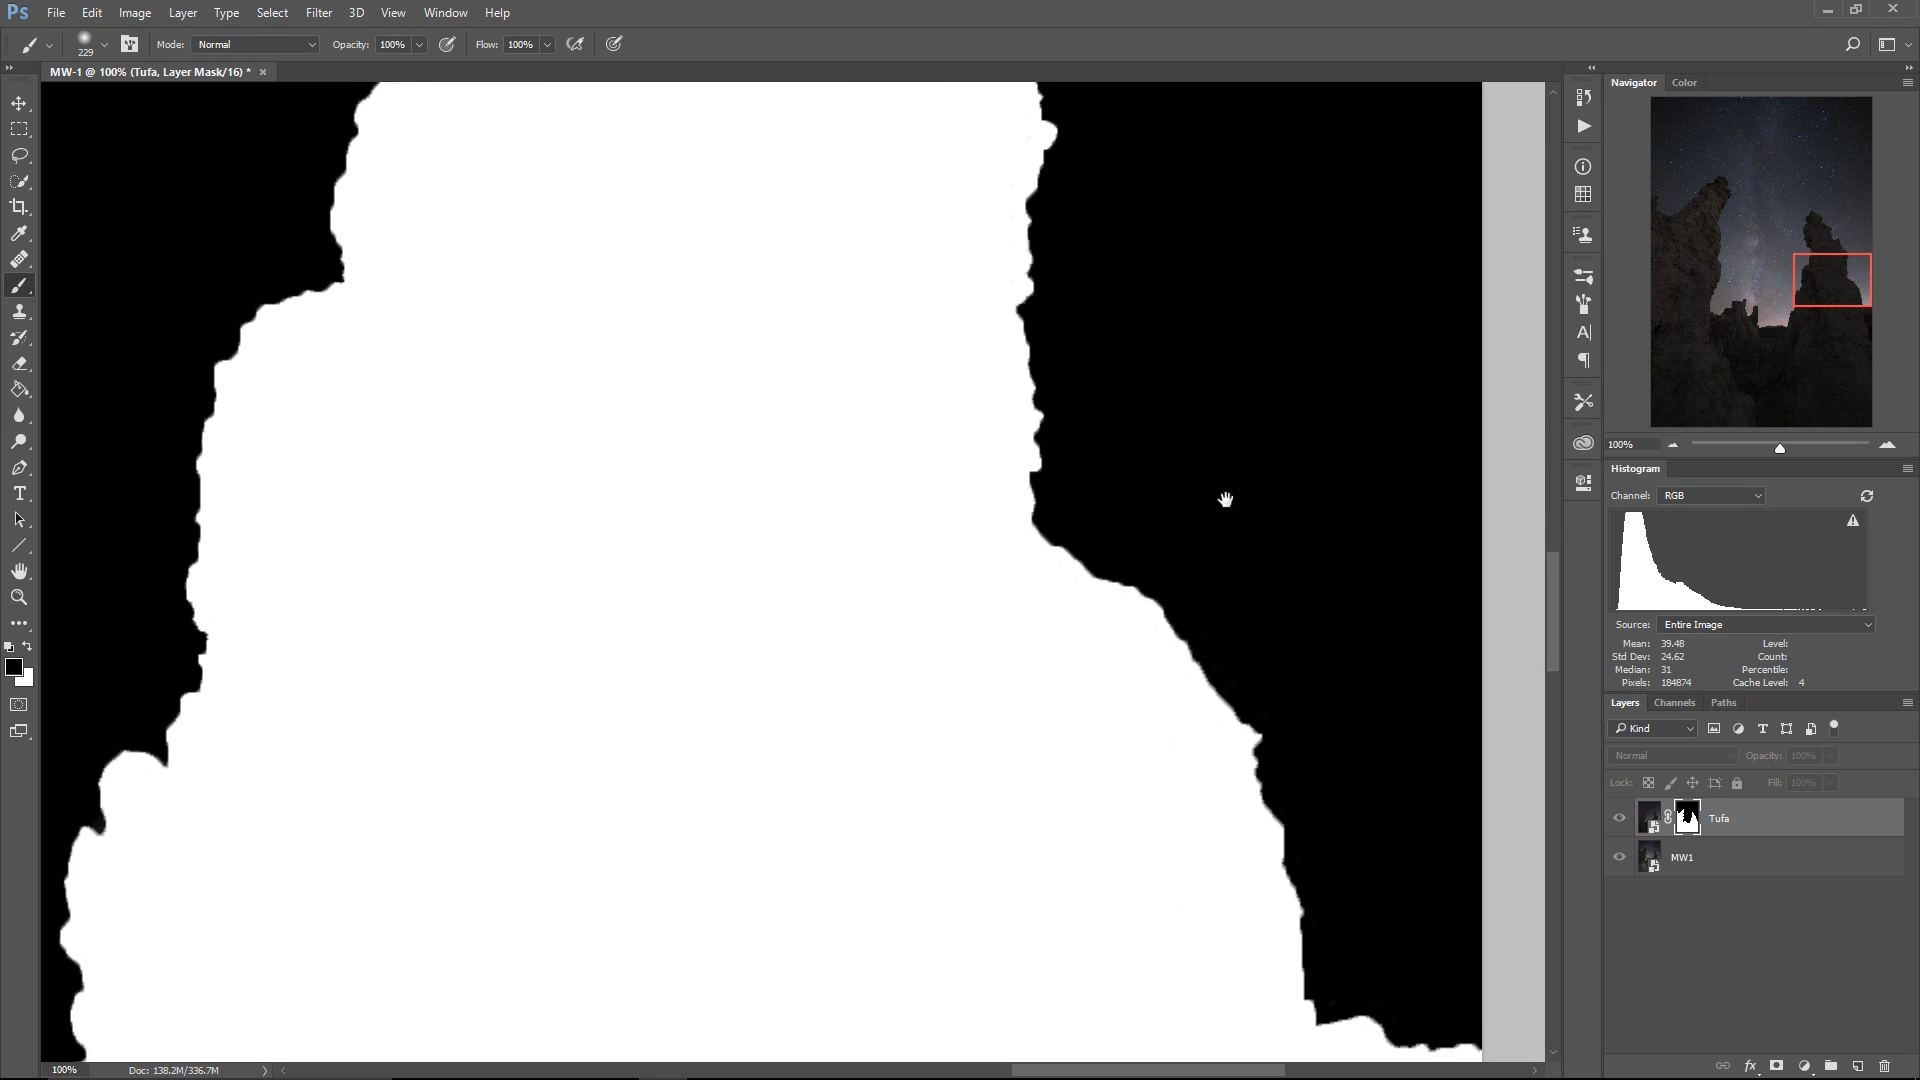 Ps File Edit Image Layer Type Select Filter 3D View Window Help
229 Mode: Normal Opacity: 100% Flow: 100%
MW-1 @ 100% (Tufa, Layer Mask/16) * ×
Navigator Color
100%
Histogram
Channel: RGB
Source: Entire Image
Mean: 39.48 Level:
Std Dev: 24.62 Count:
Median: 31 Percentile:
Pixels: 184874 Cache Level: 4
Layers Channels Paths
Kind
Normal Opacity: 100%
Lock: Fill: 100%
Tufa
MW1
fx
100% Doc: 138.2M/336.7M